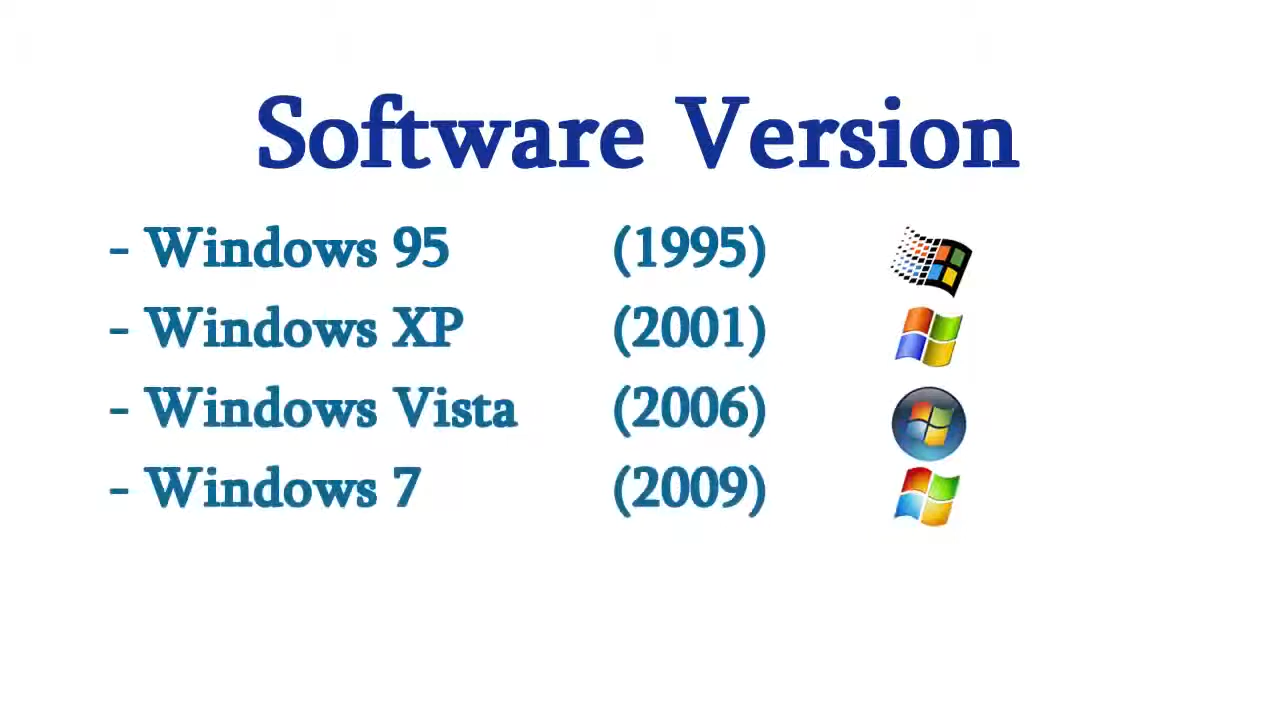 Software Version
- Windows 95 (1995)
- Windows XP (2001)
- Windows Vista (2006)
- Windows 7 (2009)